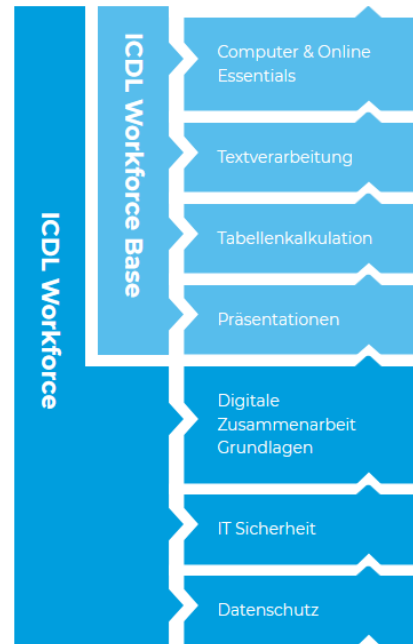 ICDL Workforce
ICDL Workforce Base
Computer & Online
Essentials
Textverarbeitung
Tabellenkalkulation
Präsentationen
Digitale
Zusammenarbeit
Grundlagen
IT Sicherheit
Datenschutz